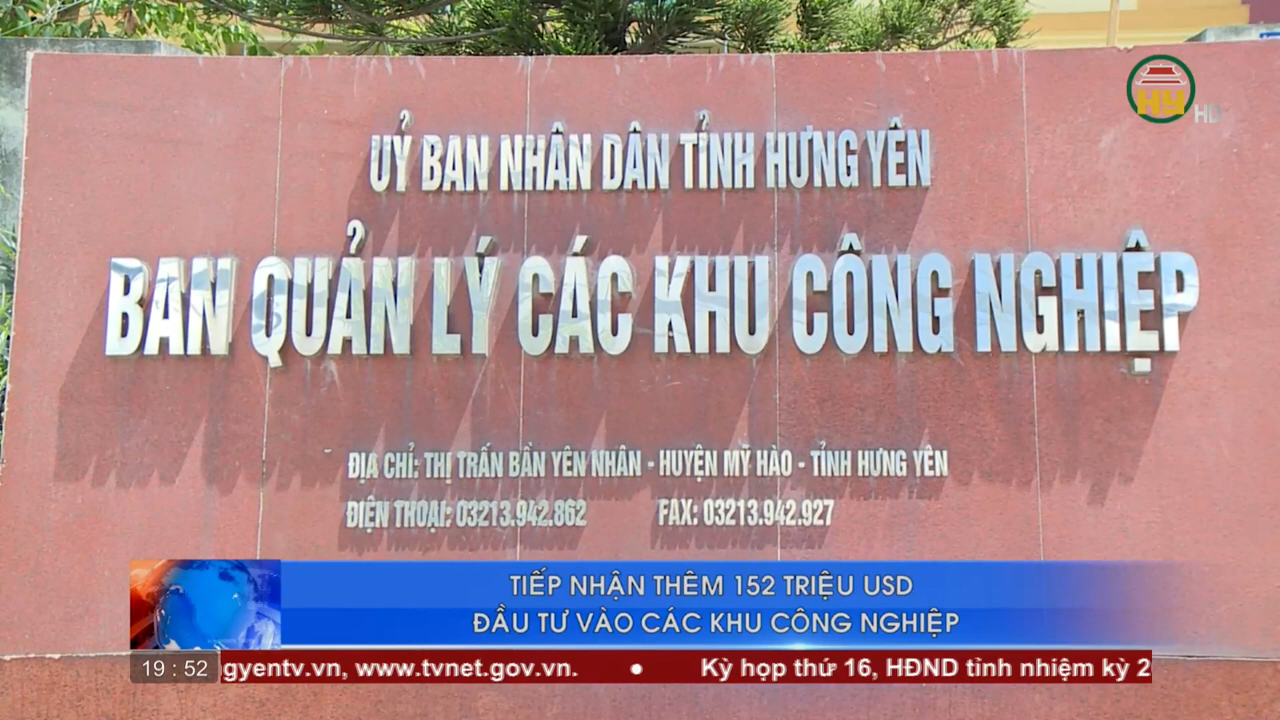 HY HD
UỶ BAN NHÂN DÂN TỈNH HƯNG YÊN
BAN QUẢN LÝ CÁC KHU CÔNG NGHIỆP
ĐỊA CHỈ: THỊ TRẤN BẦN YÊN NHÂN - HUYỆN MỸ HÀO - TỈNH HƯNG YÊN
ĐIỆN THOẠI: 03213.942.862 FAX: 03213.942.927
TIẾP NHẬN THÊM 152 TRIỆU USD
ĐẦU TƯ VÀO CÁC KHU CÔNG NGHIỆP
19 : 52 gyentv.vn, www.tvnet.gov.vn. • Kỳ họp thứ 16, HĐND tỉnh nhiệm kỳ 2